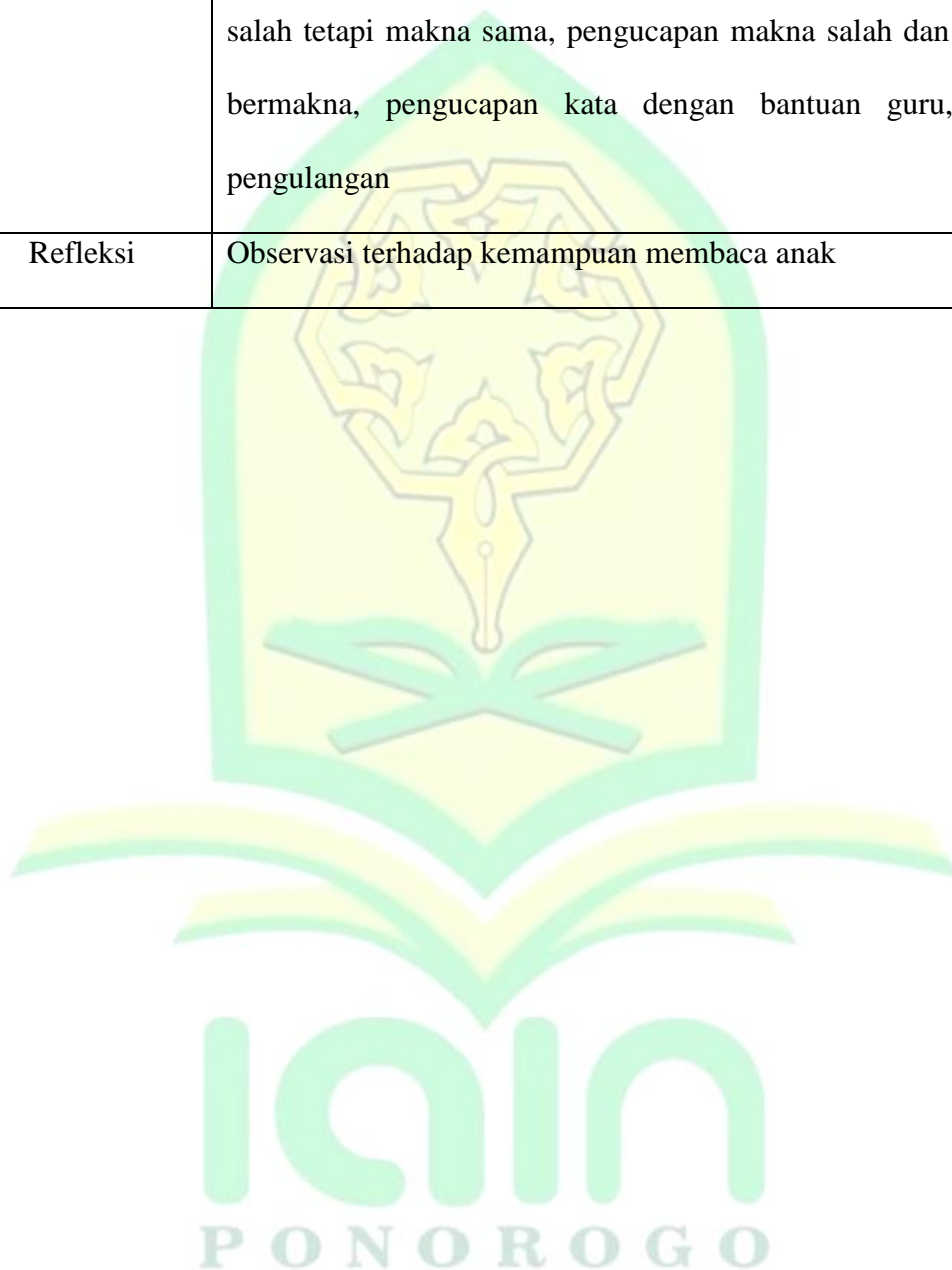 salah tetapi makna sama, pengucapan makna salah dan
bermakna, pengucapan kata dengan bantuan guru,
pengulangan
Refleksi Observasi terhadap kemampuan membaca anak
iain
PONOROGO